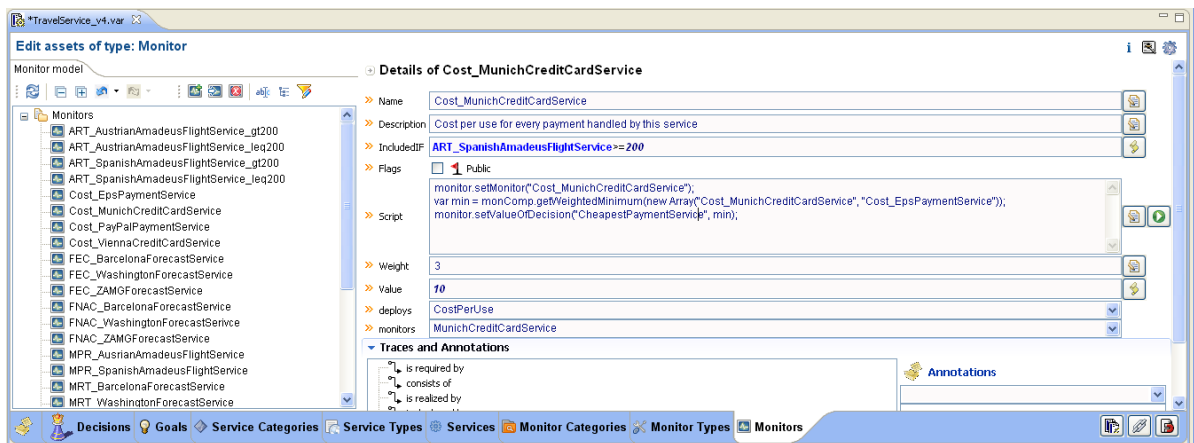 *TravelService_v4.var
Edit assets of type: Monitor
Monitor model
Monitors
ART_AustrianAmadeusFlightService_gt200
ART_AustrianAmadeusFlightService_leq200
ART_SpanishAmadeusFlightService_gt200
ART_SpanishAmadeusFlightService_leq200
Cost_EpsPaymentService
Cost_MunichCreditCardService
Cost_PayPalPaymentService
Cost_ViennaCreditCardService
FEC_BarcelonaForecastService
FEC_WashingtonForecastService
FEC_ZAMGForecastService
FNAC_BarcelonaForecastService
FNAC_WashingtonForecastSerivce
FNAC_ZAMGForecastService
MPR_AusrianAmadeusFlightService
MPR_SpanishAmadeusFlightService
MRT_BarcelonaForecastService
MRT_WashingtonForecastService
Details of Cost_MunichCreditCardService
Name Cost_MunichCreditCardService
Description Cost per use for every payment handled by this service
IncludedIF ART_SpanishAmadeusFlightService>=200
Flags Public
Script
monitor.setMonitor("Cost_MunichCreditCardService");
var min = monComp.getWeightedMinimum(new Array("Cost_MunichCreditCardService", "Cost_EpsPaymentService"));
monitor.setValueOfDecision("CheapestPaymentService", min);
Weight 3
Value 10
deploys CostPerUse
monitors MunichCreditCardService
Traces and Annotations
is required by
consists of
is realized by
Annotations
Decisions Goals Service Categories Service Types Services Monitor Categories Monitor Types Monitors